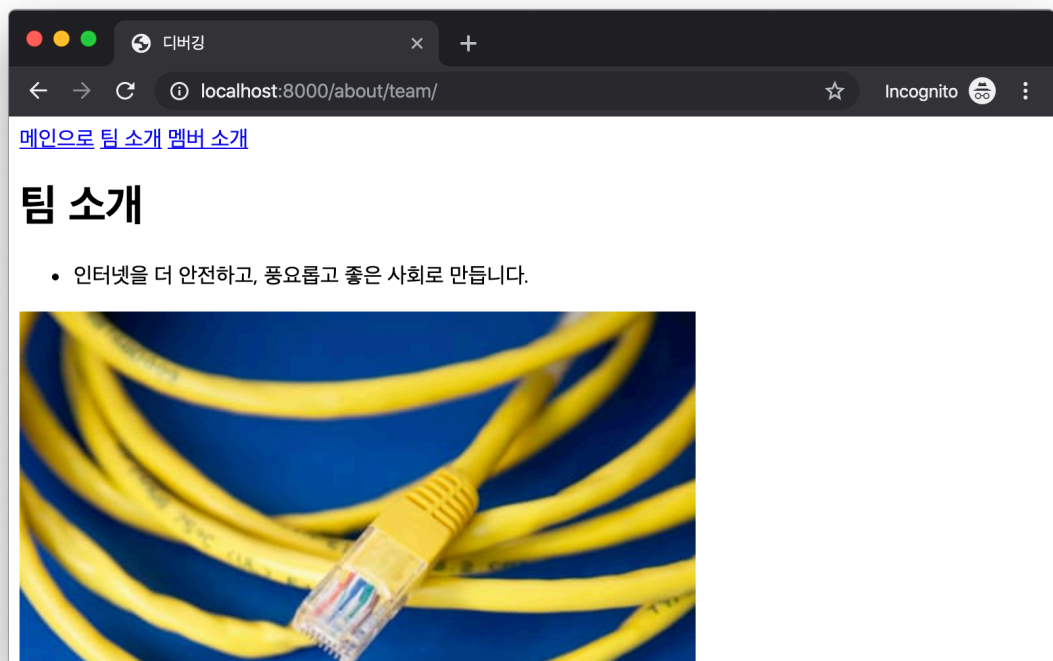 디버깅
localhost:8000/about/team/
Incognito
메인으로 팀 소개 멤버 소개
팀 소개
인터넷을 더 안전하고, 풍요롭고 좋은 사회로 만듭니다.
75°C